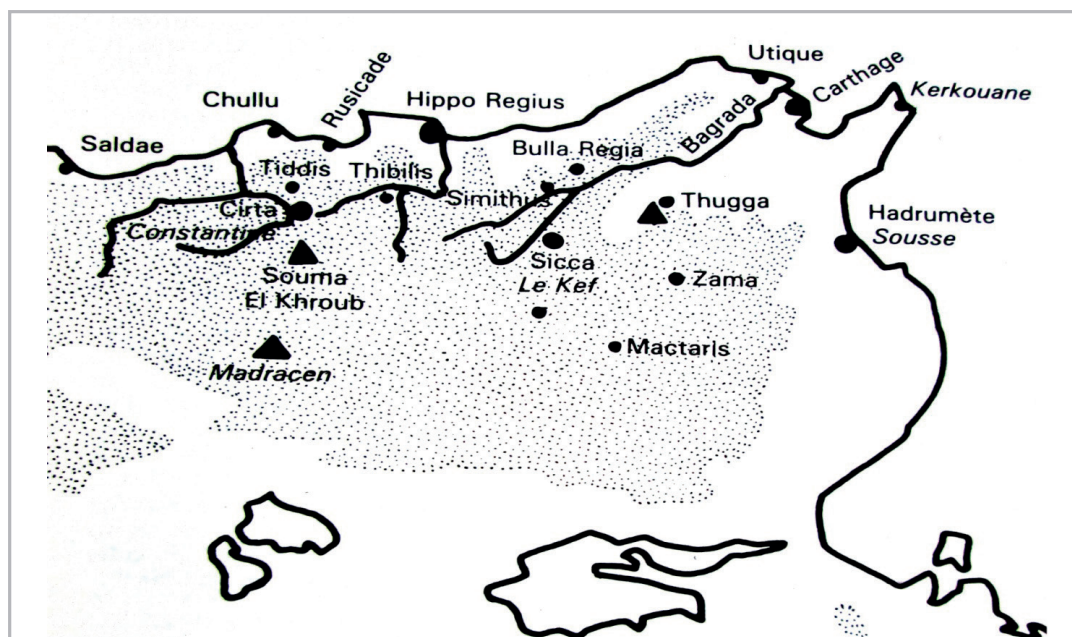 Utique
Carthage
Kerkouane
Chullu
Rusicade
Hippo Regius
Bagrada
Saldae
Bulla Regia
Tiddis
Thibilis
Simithus
Thugga
Cirta
Constantine
Hadrumète
Sousse
Sicca
Le Kef
Zama
Souma
El Khroub
Mactaris
Madracen